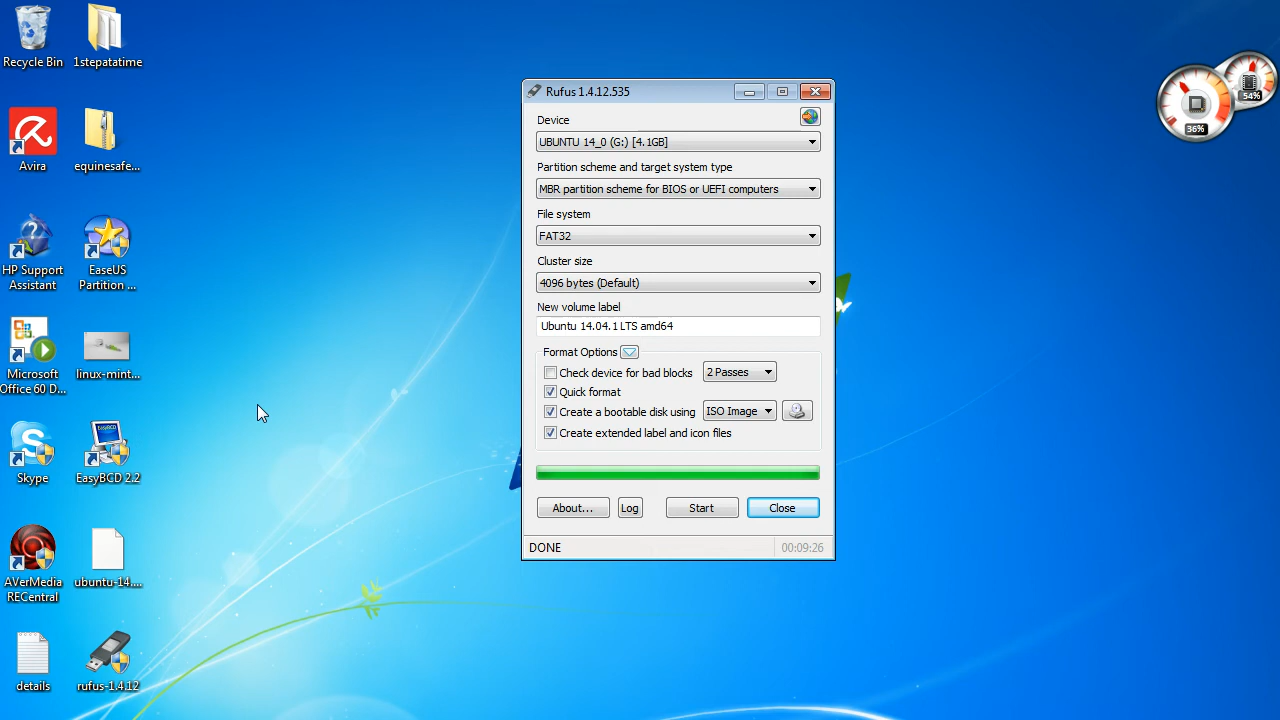 Recycle Bin
1stepatatime
Avira
equinesafe...
HP Support
Assistant
EaseUS
Partition ...
Microsoft
Office 60 D...
linux-mint...
Skype
EasyBCD 2.2
AVerMedia
RECentral
ubuntu-14....
details
rufus-1.4.12
Rufus 1.4.12.535
Device
UBUNTU 14_0 (G:) [4.1GB]
Partition scheme and target system type
MBR partition scheme for BIOS or UEFI computers
File system
FAT32
Cluster size
4096 bytes (Default)
New volume label
Ubuntu 14.04.1 LTS amd64
Format Options
Check device for bad blocks
2 Passes
Quick format
Create a bootable disk using
ISO Image
Create extended label and icon files
About...
Log
Start
Close
DONE
00:09:26
54%
36%